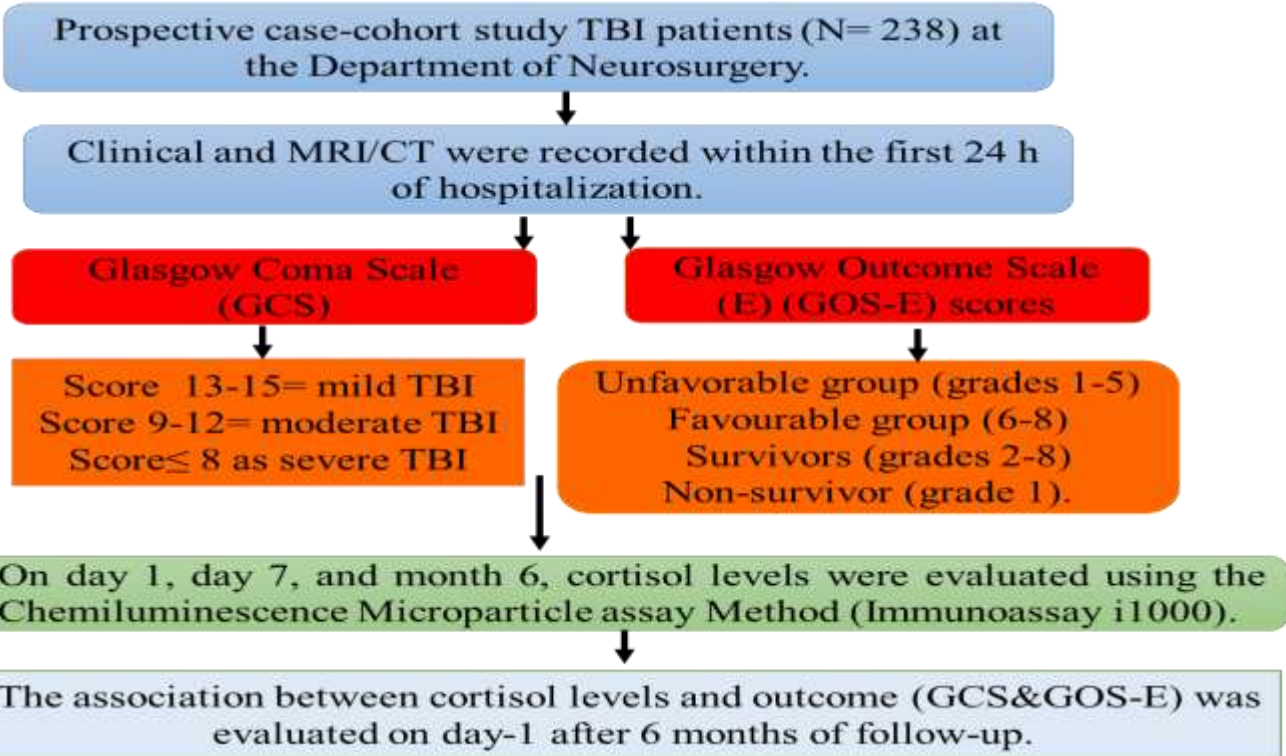 Prospective case-cohort study TBI patients (N= 238) at
the Department of Neurosurgery.
Clinical and MRI/CT were recorded within the first 24 h
of hospitalization.
Glasgow Coma Scale
(GCS)
Glasgow Outcome Scale
(E) (GOS-E) scores
Score 13-15= mild TBI
Score 9-12= moderate TBI
Score≤ 8 as severe TBI
Unfavorable group (grades 1-5)
Favourable group (6-8)
Survivors (grades 2-8)
Non-survivor (grade 1).
On day 1, day 7, and month 6, cortisol levels were evaluated using the
Chemiluminescence Microparticle assay Method (Immunoassay i1000).
The association between cortisol levels and outcome (GCS&GOS-E) was
evaluated on day-1 after 6 months of follow-up.